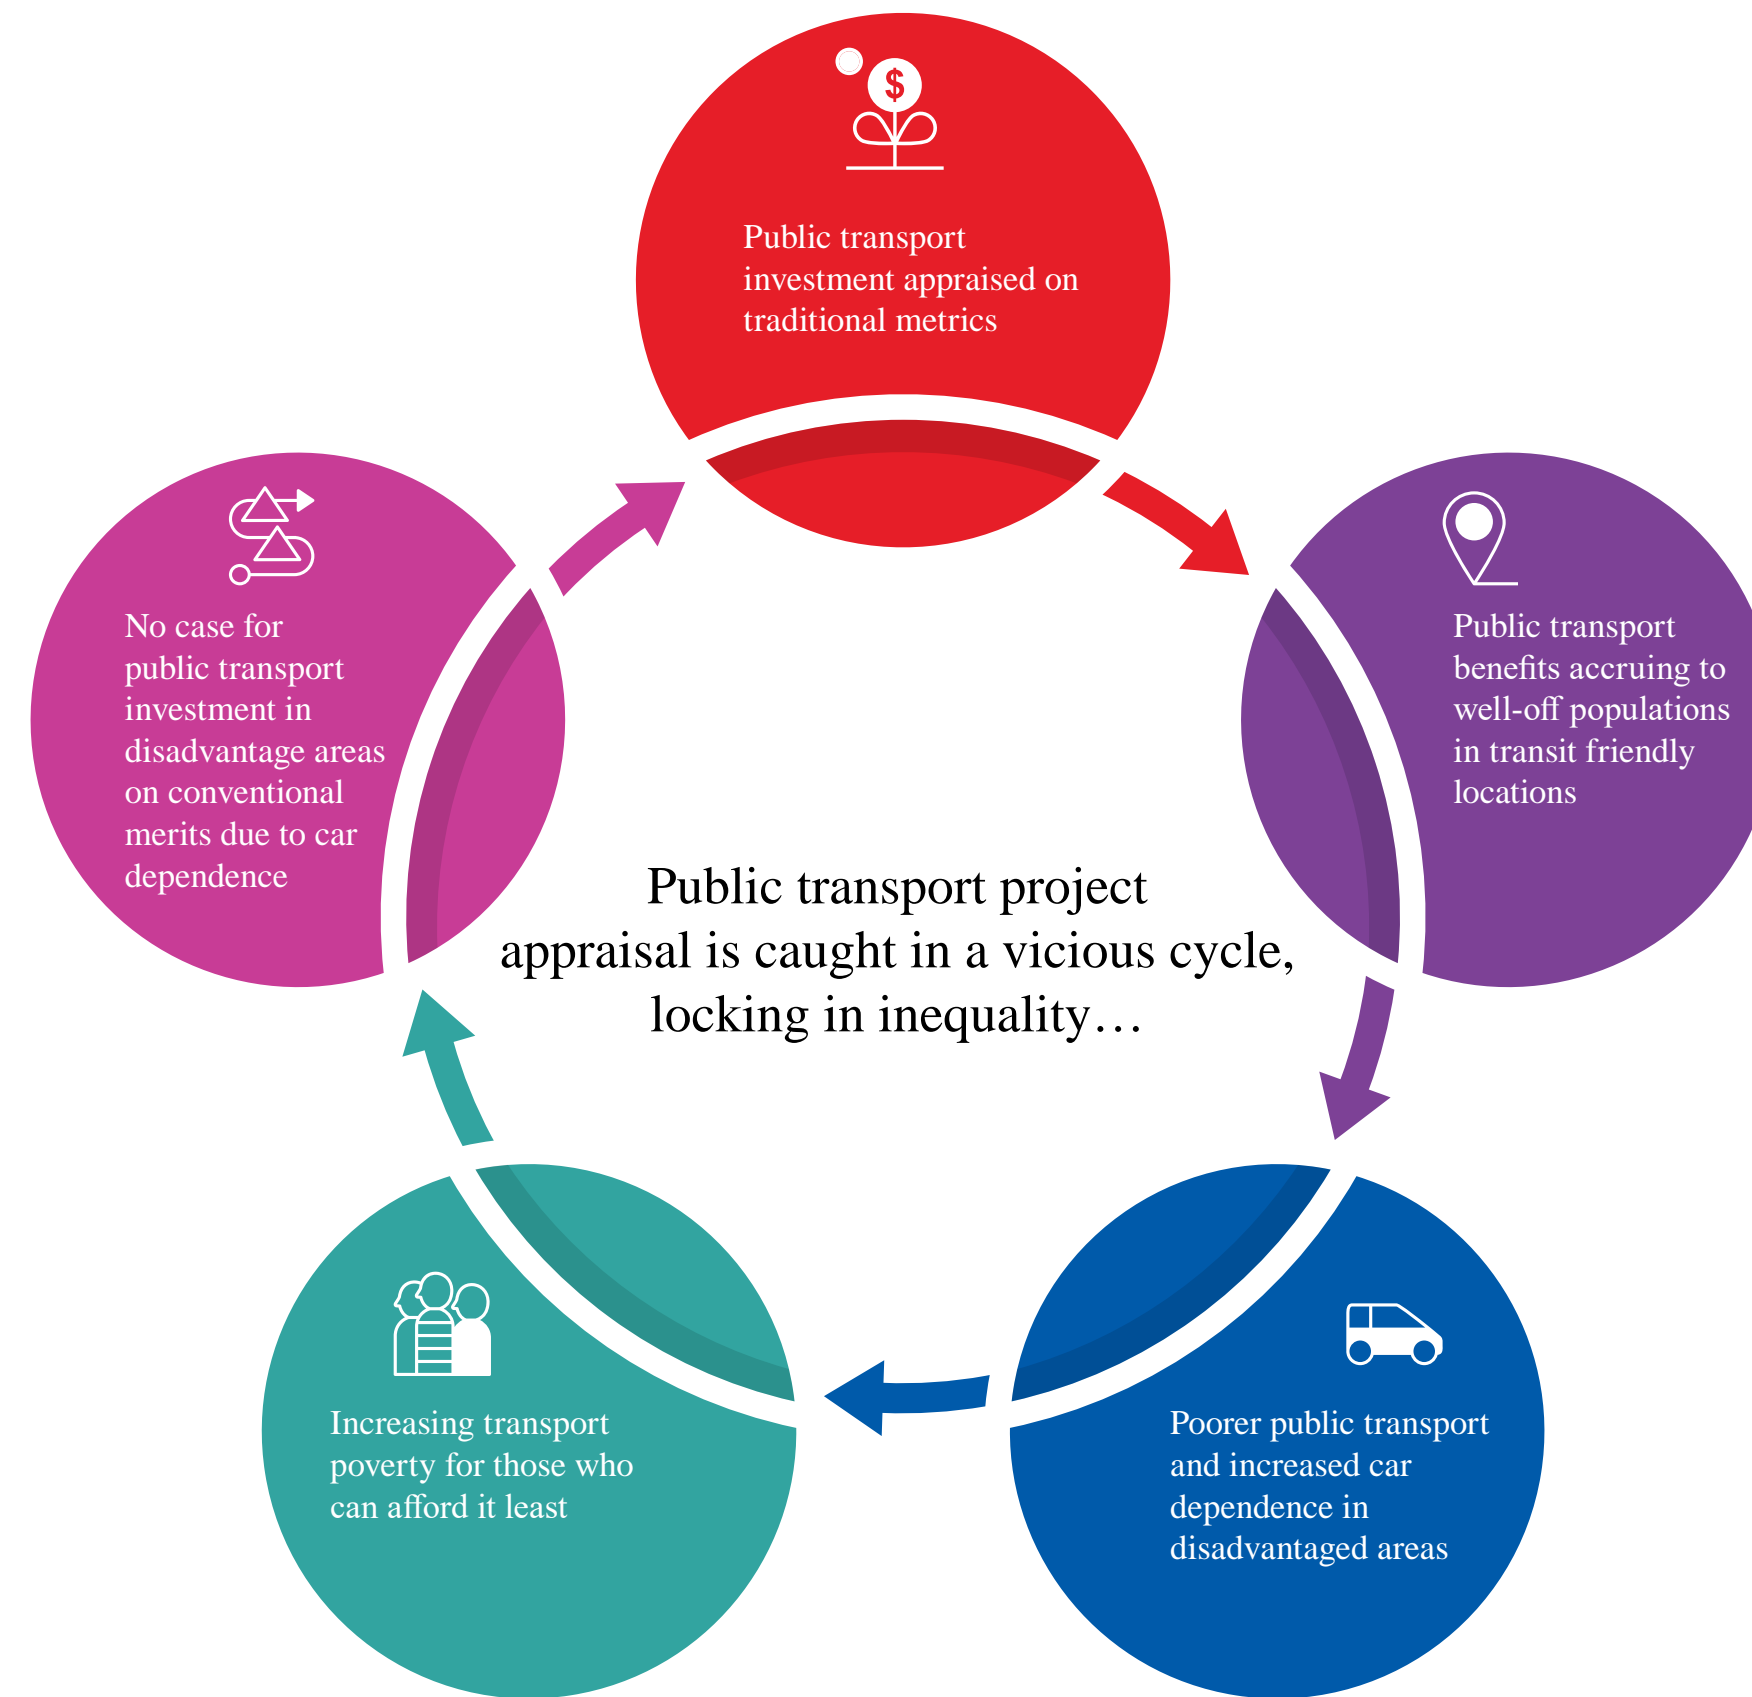 $
Public transport
investment appraised on
traditional metrics
Public transport
benefits accruing to
well-off populations
in transit friendly
locations
Poorer public transport
and increased car
dependence in
disadvantaged areas
Increasing transport
poverty for those who
can afford it least
No case for
public transport
investment in
disadvantage areas
on conventional
merits due to car
dependence
Public transport project
appraisal is caught in a vicious cycle,
locking in inequality…